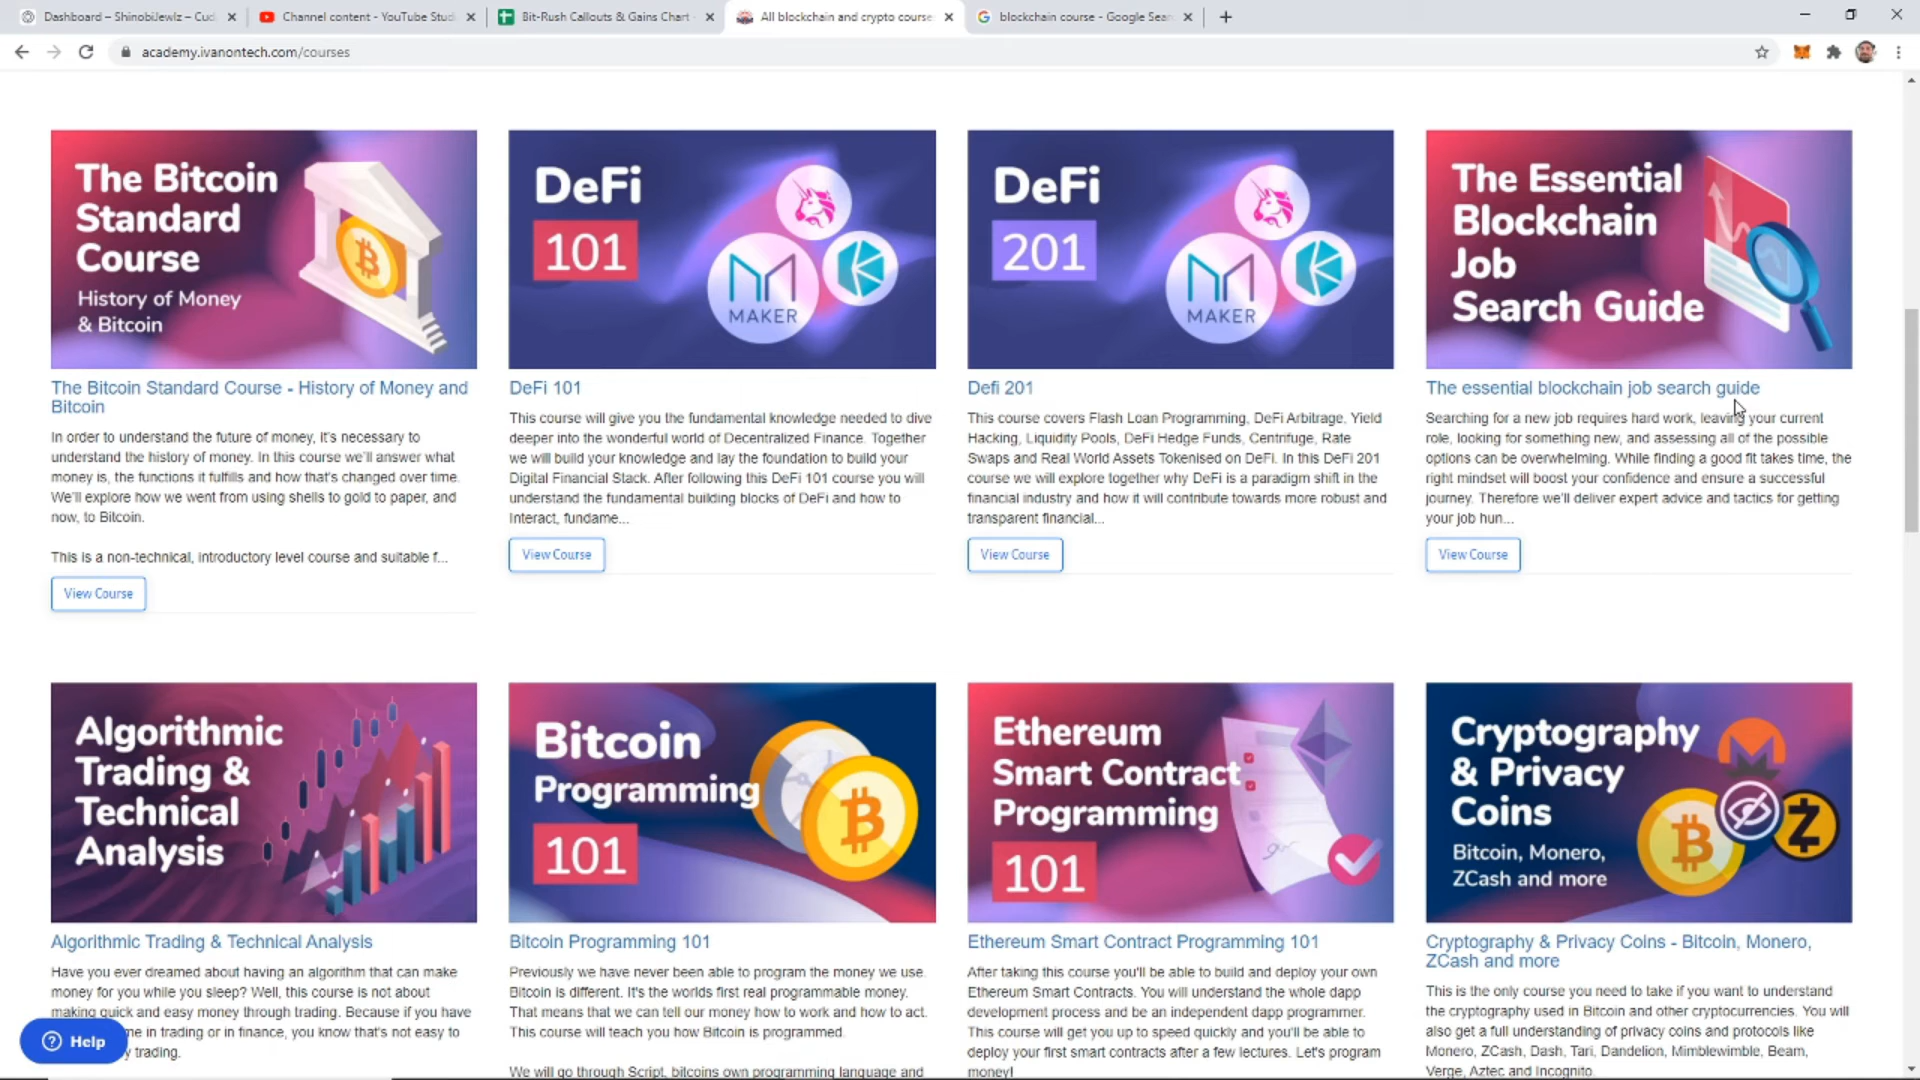 Dashboard – ShinobiJewlz – Cud
Channel content - YouTube Studi
Bit-Rush Callouts & Gains Chart -
All blockchain and crypto course
blockchain course - Google Sear
academy.ivanontech.com/courses
The Bitcoin
Standard
Course
History of Money
& Bitcoin
The Bitcoin Standard Course - History of Money and
Bitcoin
In order to understand the future of money, it's necessary to
understand the history of money. In this course we'll answer what
money is, the functions it fulfills and how that's changed over time.
We'll explore how we went from using shells to gold to paper, and
now, to Bitcoin.
This is a non-technical, introductory level course and suitable f...
View Course
DeFi
101
MAKER
DeFi 101
This course will give you the fundamental knowledge needed to dive
deeper into the wonderful world of Decentralized Finance. Together
we will build your knowledge and lay the foundation to build your
Digital Financial Stack. After following this DeFi 101 course you will
understand the fundamental building blocks of DeFi and how to
Interact, fundame...
View Course
DeFi
201
MAKER
Defi 201
This course covers Flash Loan Programming, DeFi Arbitrage, Yield
Hacking, Liquidity Pools, DeFi Hedge Funds, Centrifuge, Rate
Swaps and Real World Assets Tokenised on DeFi. In this DeFi 201
course we will explore together why DeFi is a paradigm shift in the
financial industry and how it will contribute towards more robust and
transparent financial...
View Course
The Essential
Blockchain
Job
Search Guide
The essential blockchain job search guide
Searching for a new job requires hard work, leaving your current
role, looking for something new, and assessing all of the possible
options can be overwhelming. While finding a good fit takes time, the
right mindset will boost your confidence and ensure a successful
journey. Therefore we'll deliver expert advice and tactics for getting
your job hun...
View Course
Algorithmic
Trading &
Technical
Analysis
Algorithmic Trading & Technical Analysis
Have you ever dreamed about having an algorithm that can make
money for you while you sleep? Well, this course is not about
making quick and easy money through trading. Because if you have
me in trading or in finance, you know that's not easy to
y trading.
Help
Bitcoin
Programming
101
Bitcoin Programming 101
Previously we have never been able to program the money we use.
Bitcoin is different. It's the worlds first real programmable money.
That means that we can tell our money how to work and how to act.
This course will teach you how Bitcoin is programmed.
We will go through Script, bitcoins own programming language and
Ethereum
Smart Contract
Programming
101
Ethereum Smart Contract Programming 101
After taking this course you'll be able to build and deploy your own
Ethereum Smart Contracts. You will understand the whole dapp
development process and be an independent dapp programmer.
This course will get you up to speed quickly and you'll be able to
deploy your first smart contracts after a few lectures. Let's program
money!
Cryptography
& Privacy
Coins
Bitcoin, Monero,
ZCash and more
Cryptography & Privacy Coins - Bitcoin, Monero,
ZCash and more
This is the only course you need to take if you want to understand
the cryptography used in Bitcoin and other cryptocurrencies. You will
also get a full understanding of privacy coins and protocols like
Monero, ZCash, Dash, Tari, Dandelion, Mimblewimble, Beam,
Verge, Aztec and Incognito.